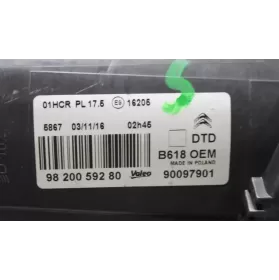 01HCR PL 17.5 E9 16205
5867 03/11/16 02h45
DTD
B618 OEM
MADE IN POLAND
98 200 592 80 Valeo 90097901
S